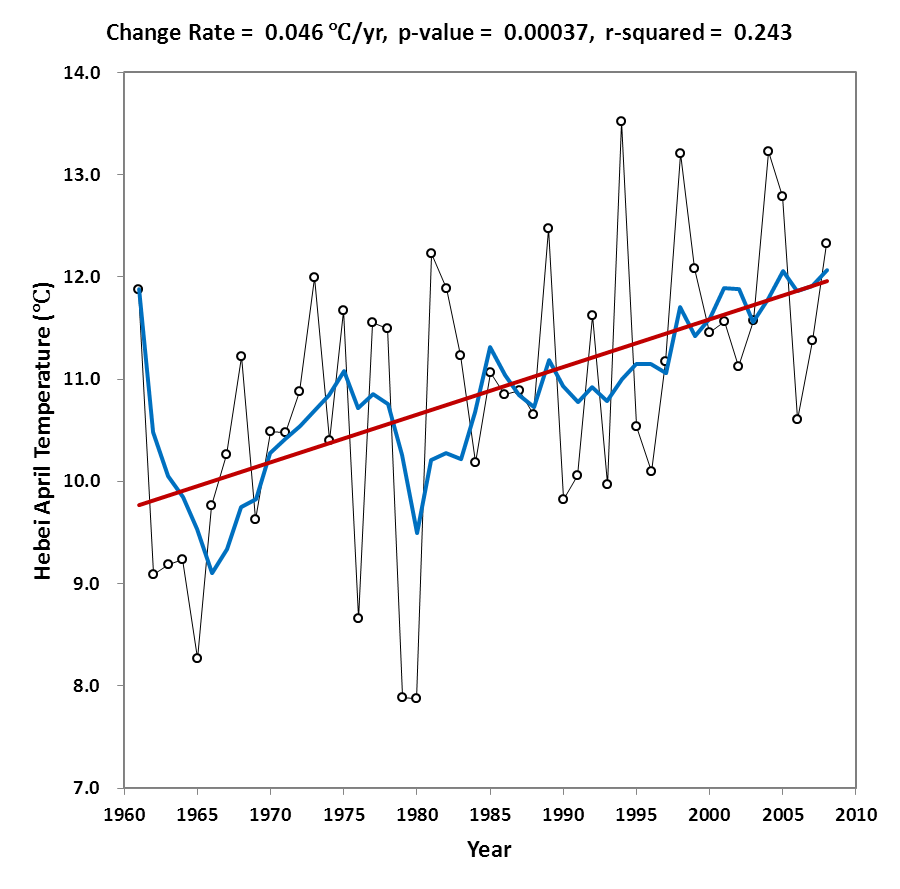 Change Rate = 0.046 ℃/yr, p-value = 0.00037, r-squared = 0.243
14.0
13.0
12.0
11.0
10.0
9.0
8.0
7.0
Hebei April Temperature (℃)
1960 1965 1970 1975 1980 1985 1990 1995 2000 2005 2010
Year